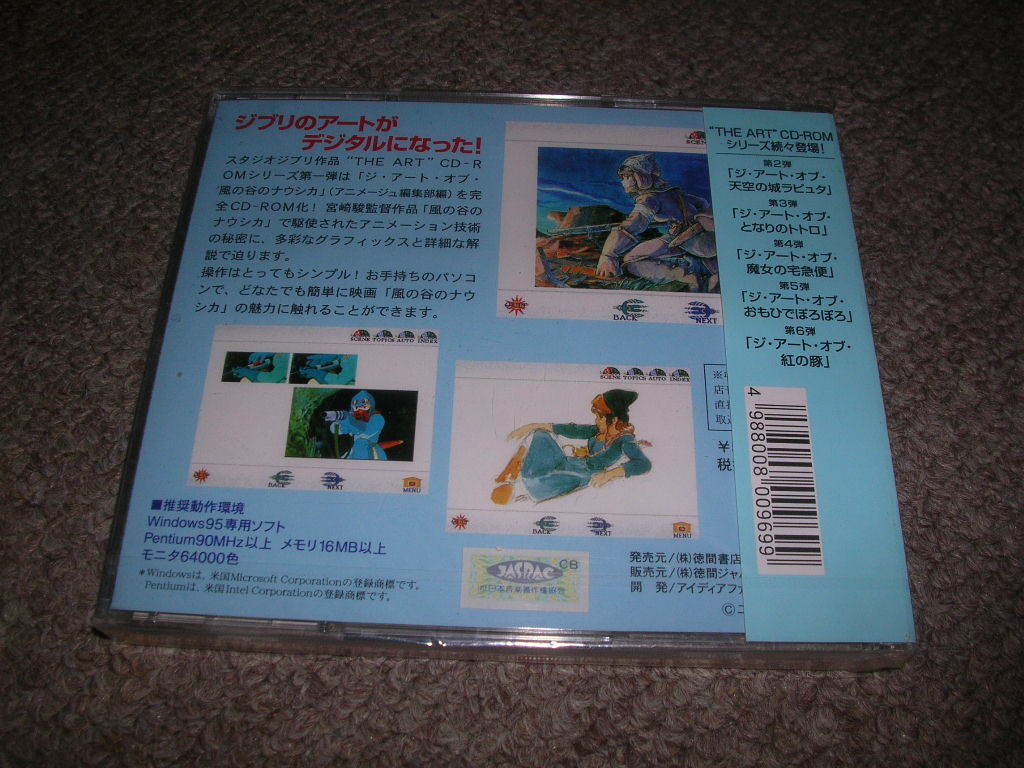 ジブリのアートが
デジタルになった!
スタジオジブリ作品 "THE ART" CD-R
OMシリーズ第一弾は「ジ・アート・オブ・
風の谷のナウシカ」(アニメージュ編集部編)を完
全CD-ROM化! 宮崎駿監督作品「風の谷の
ナウシカ」で駆使されたアニメーション技術
の秘密に、多彩なグラフィックスと詳細な解
説で迫ります。
操作はとってもシンプル! お手持ちのパソコ
ンで、どなたでも簡単に映画「風の谷のナウ
シカ」の魅力に触れることができます。
SCENE
BACK NEXT
SCENE TOPICS AUTO INDEX
BACK NEXT MENU
SCENE TOPICS AUTO INDEX
BACK NEXT MENU
■推奨動作環境
Windows95専用ソフト
Pentium90MHz以上 メモリ16MB以上
モニタ64000色
*Windowsは、米国Microsoft Corporationの登録商標です。
Pentiumは、米国Intel Corporationの登録商標です。
JASRAC CB
発売元/(株)徳間書店
販売元/(株)徳間ジャ
開 発/アイディアファ
©ニ
※
店
直
取
¥
税
"THE ART" CD-ROM
シリーズ続々登場!
第2弾
「ジ・アート・オブ・
天空の城ラピュタ」
第3弾
「ジ・アート・オブ・
となりのトトロ」
第4弾
「ジ・アート・オブ・
魔女の宅急便」
第5弾
「ジ・アート・オブ・
おもひでぽろぽろ」
第6弾
「ジ・アート・オブ・
紅の豚」
4 988008 009699